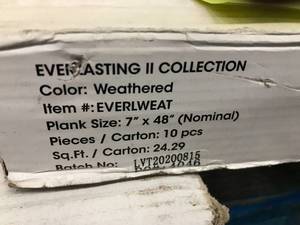 EVERLASTING II COLLECTION
Color: Weathered
Item #:EVERLWEAT
Plank Size: 7" x 48" (Nominal)
Pieces / Carton: 10 pcs
Sq.Ft. / Carton: 24.29
Batch No: LVT20200815